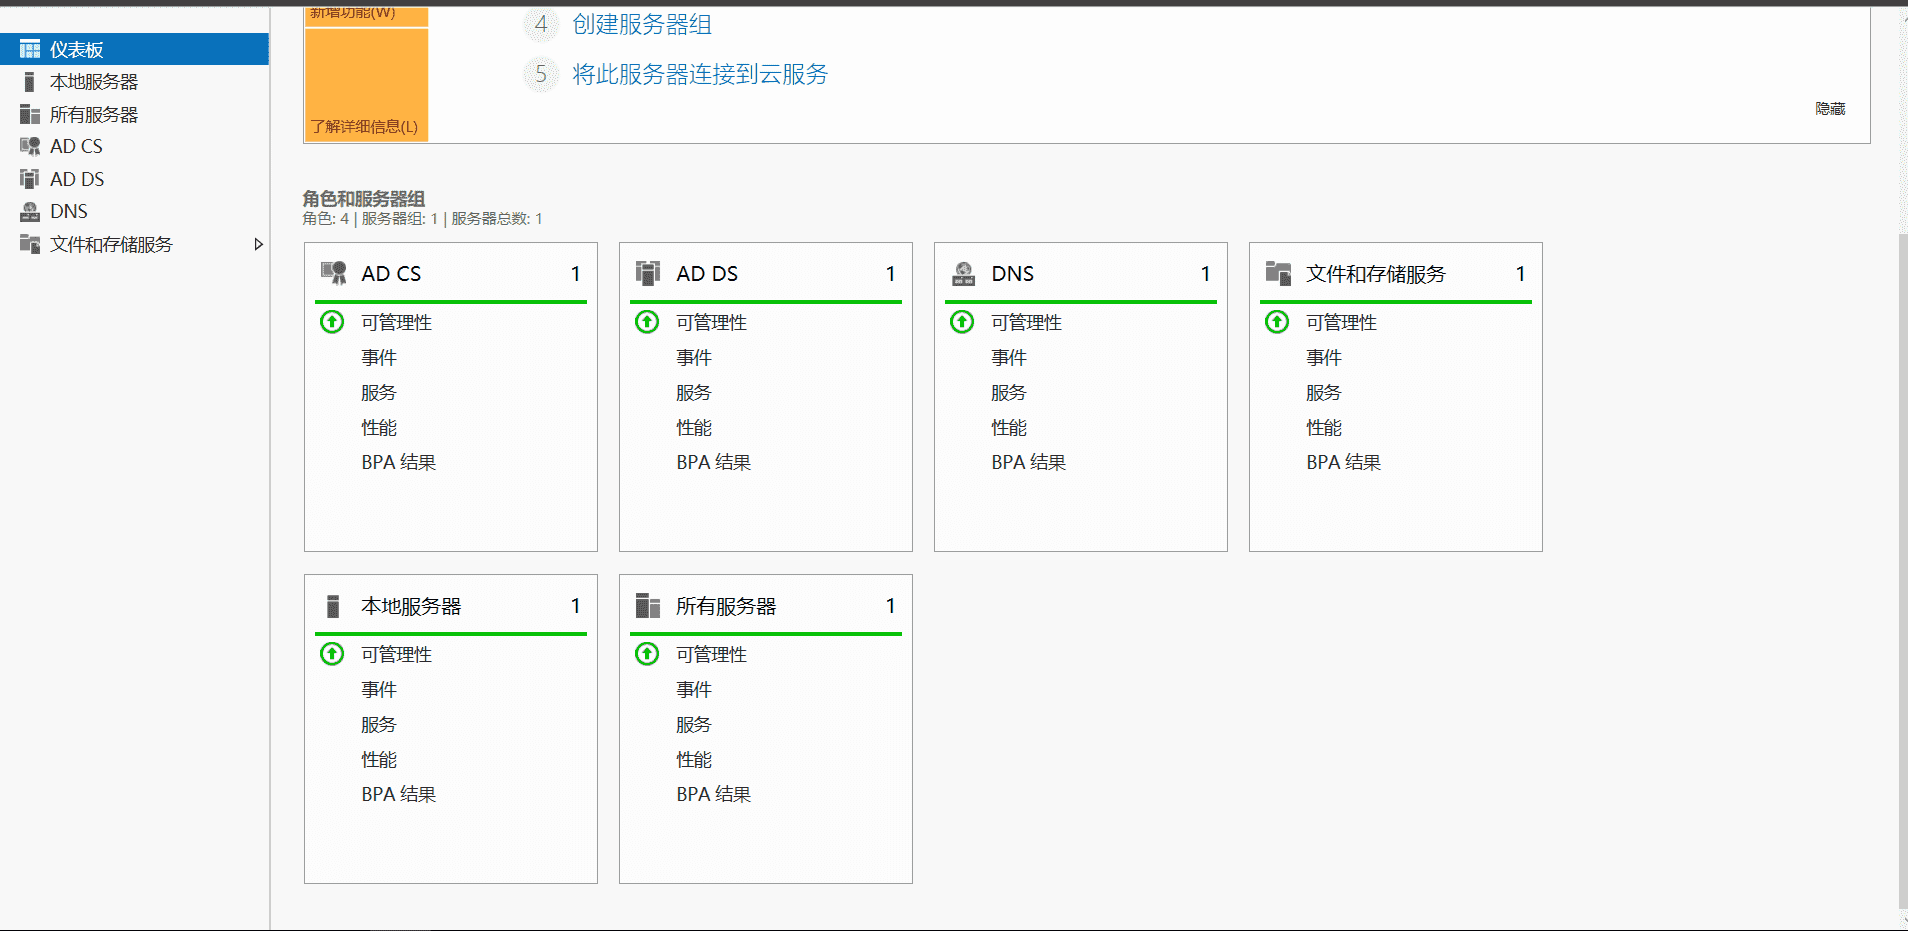 仪表板
本地服务器
所有服务器
AD CS
AD DS
DNS
文件和存储服务
新增功能(W)
了解详细信息(L)
4 创建服务器组
5 将此服务器连接到云服务
隐藏
角色和服务器组
角色: 4 | 服务器组: 1 | 服务器总数: 1
AD CS 1
可管理性
事件
服务
性能
BPA 结果
AD DS 1
可管理性
事件
服务
性能
BPA 结果
DNS 1
可管理性
事件
服务
性能
BPA 结果
文件和存储服务 1
可管理性
事件
服务
性能
BPA 结果
本地服务器 1
可管理性
事件
服务
性能
BPA 结果
所有服务器 1
可管理性
事件
服务
性能
BPA 结果